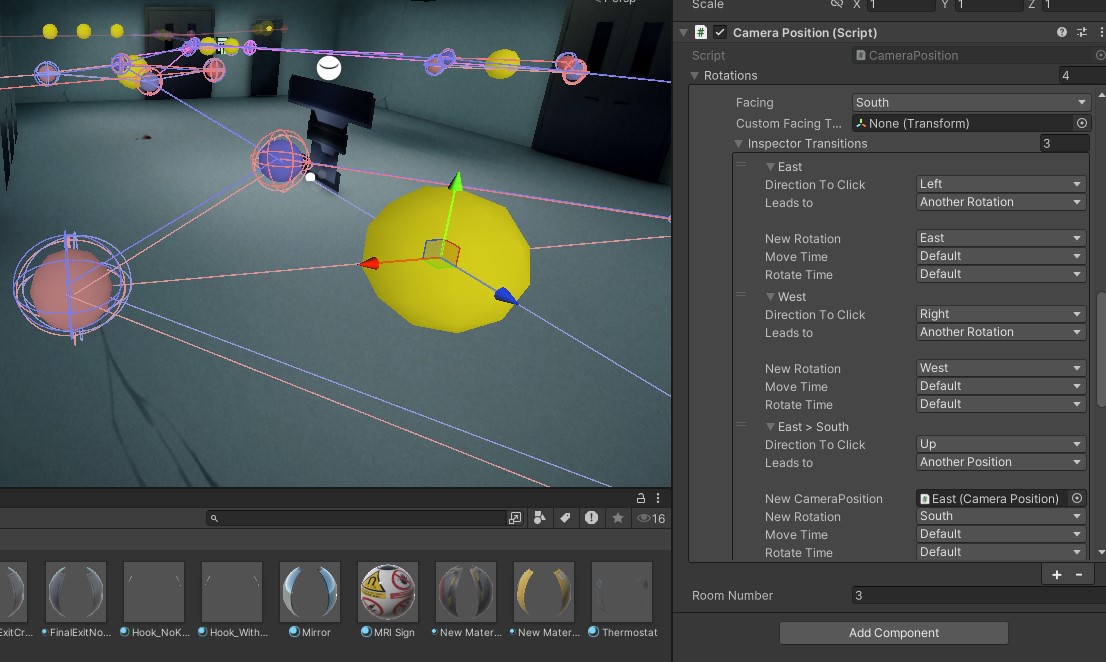 Persp
Scale X 1 Y 1 Z 1
# Camera Position (Script)
Script CameraPosition
Rotations 4
Facing South
Custom Facing T... None (Transform)
Inspector Transitions 3
East
Direction To Click Left
Leads to Another Rotation
New Rotation East
Move Time Default
Rotate Time Default
West
Direction To Click Right
Leads to Another Rotation
New Rotation West
Move Time Default
Rotate Time Default
East > South
Direction To Click Up
Leads to Another Position
New CameraPosition East (Camera Position)
New Rotation South
Move Time Default
Rotate Time Default
Room Number 3
Add Component
16
ExitCr... FinalExitNo... Hook_NoK... Hook_With... Mirror MRI Sign New Mater... New Mater... Thermostat